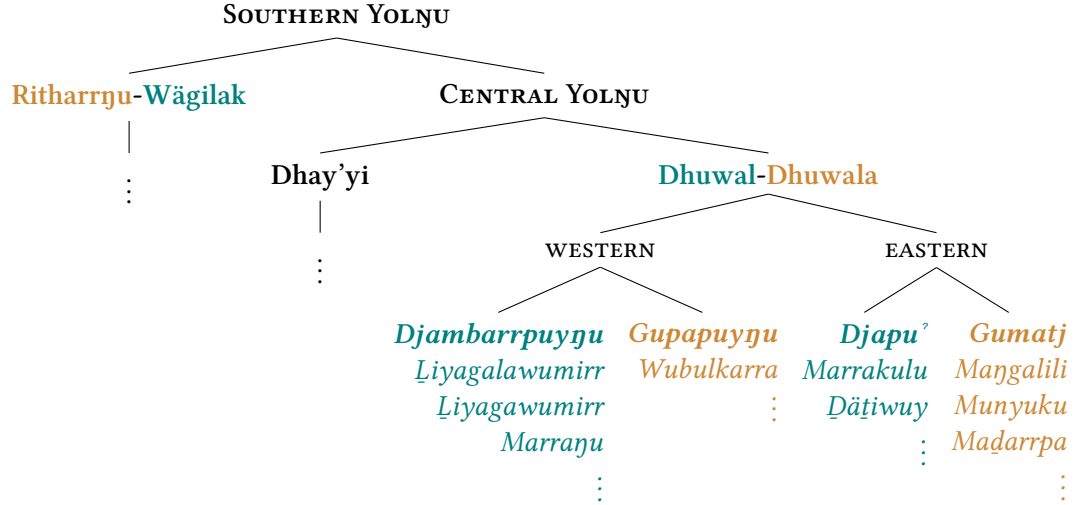 Southern Yolŋu
Ritharrŋu-Wägilak
Central Yolŋu
⋮
Dhay’yi
Dhuwal-Dhuwala
⋮
western
eastern
Djambarrpuyŋu
Ḻiyagalawumirr
Ḻiyagawumirr
Marraŋu
⋮
Gupapuyŋu
Wubulkarra
⋮
Djapuˀ
Marrakulu
Ḏäṯiwuy
⋮
Gumatj
Maŋgalili
Munyuku
Maḏarrpa
⋮